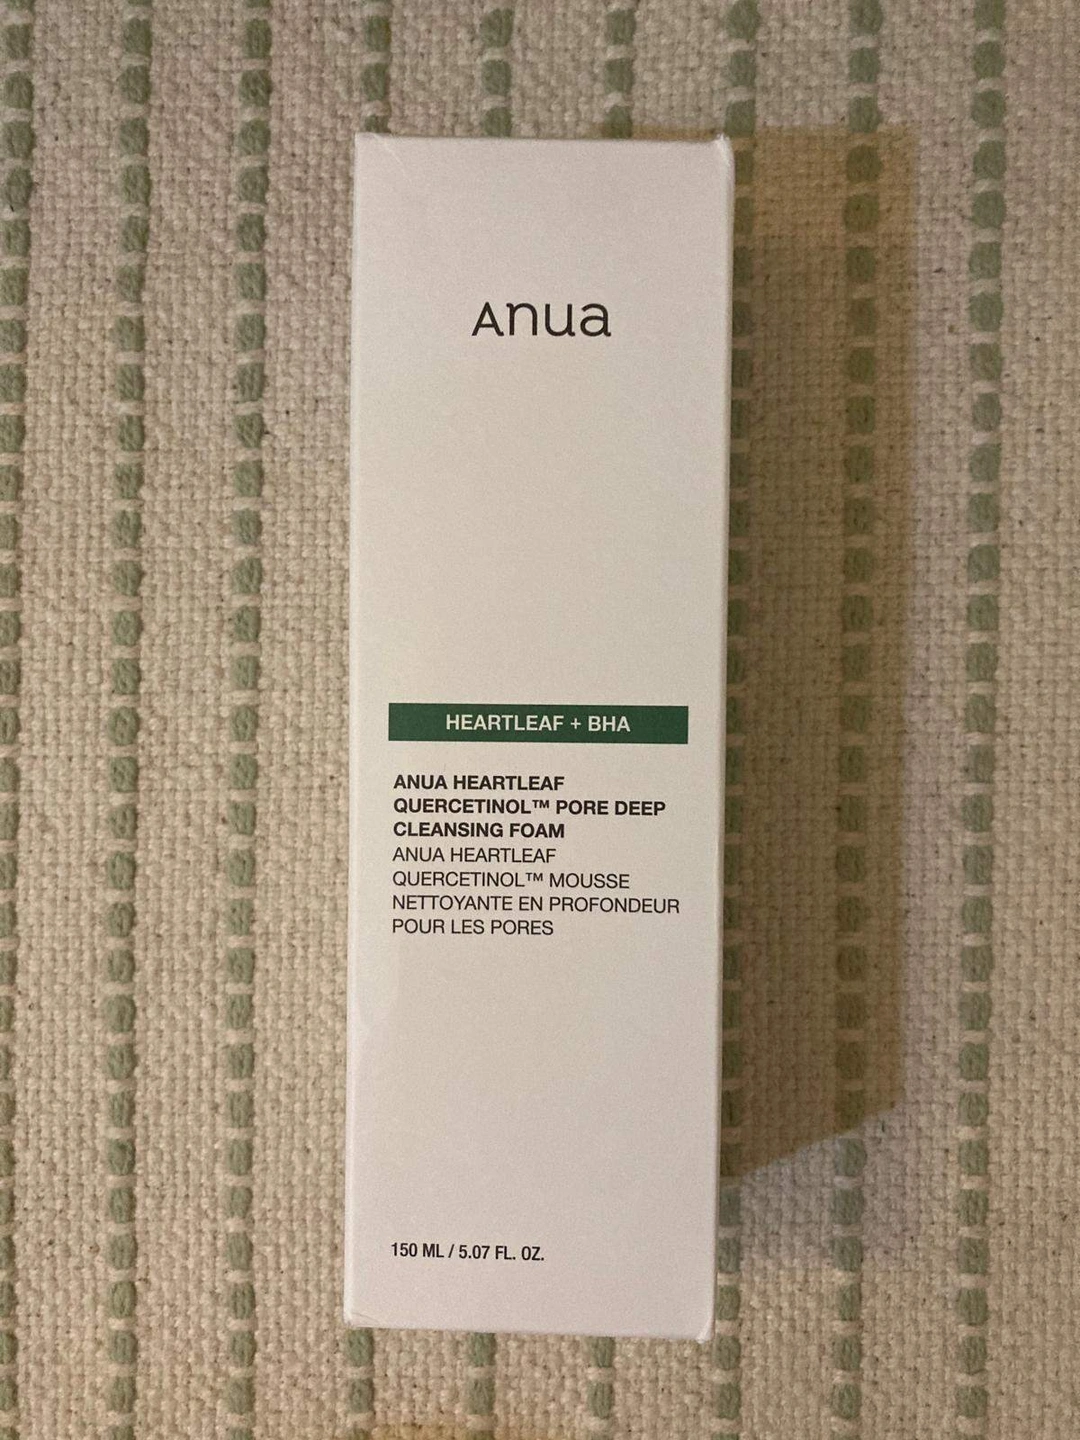 Anua
HEARTLEAF + BHA
ANUA HEARTLEAF
QUERCETINOL™ PORE DEEP
CLEANSING FOAM
ANUA HEARTLEAF
QUERCETINOL™ MOUSSE
NETTOYANTE EN PROFONDEUR
POUR LES PORES
150 ML / 5.07 FL. OZ.